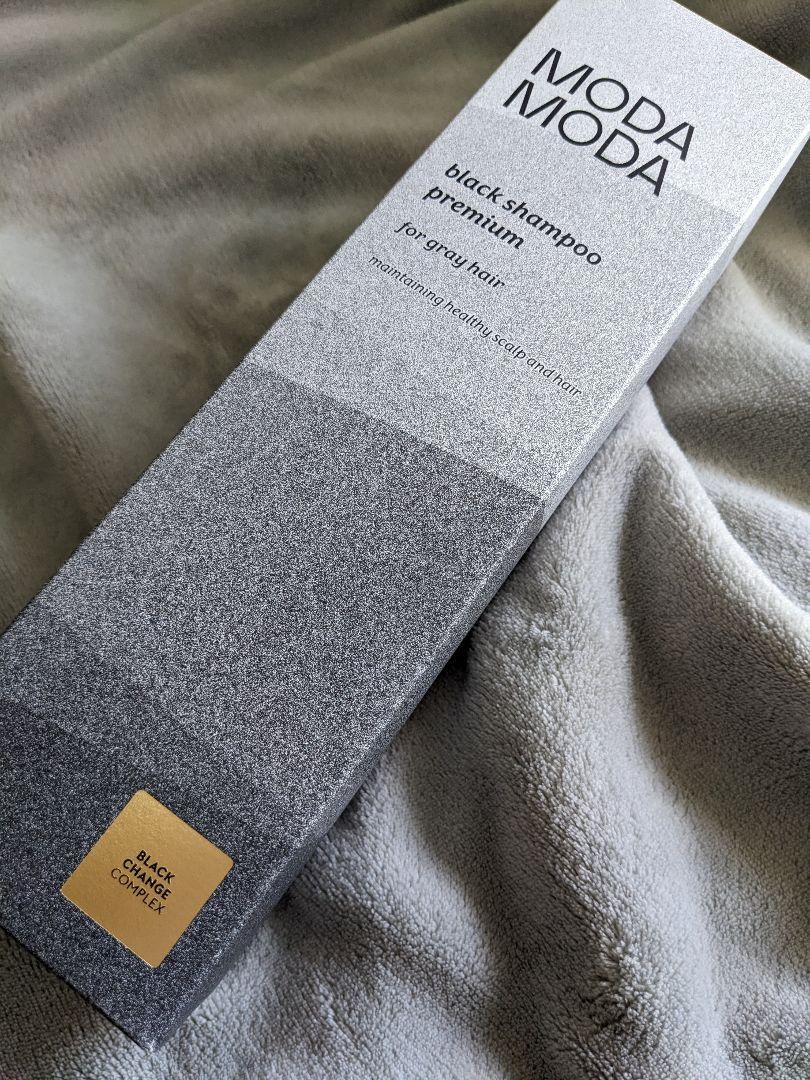 MODA
MODA
black shampoo
premium
for gray hair
maintaining healthy scalp and hair
BLACK
CHANGE
COMPLEX